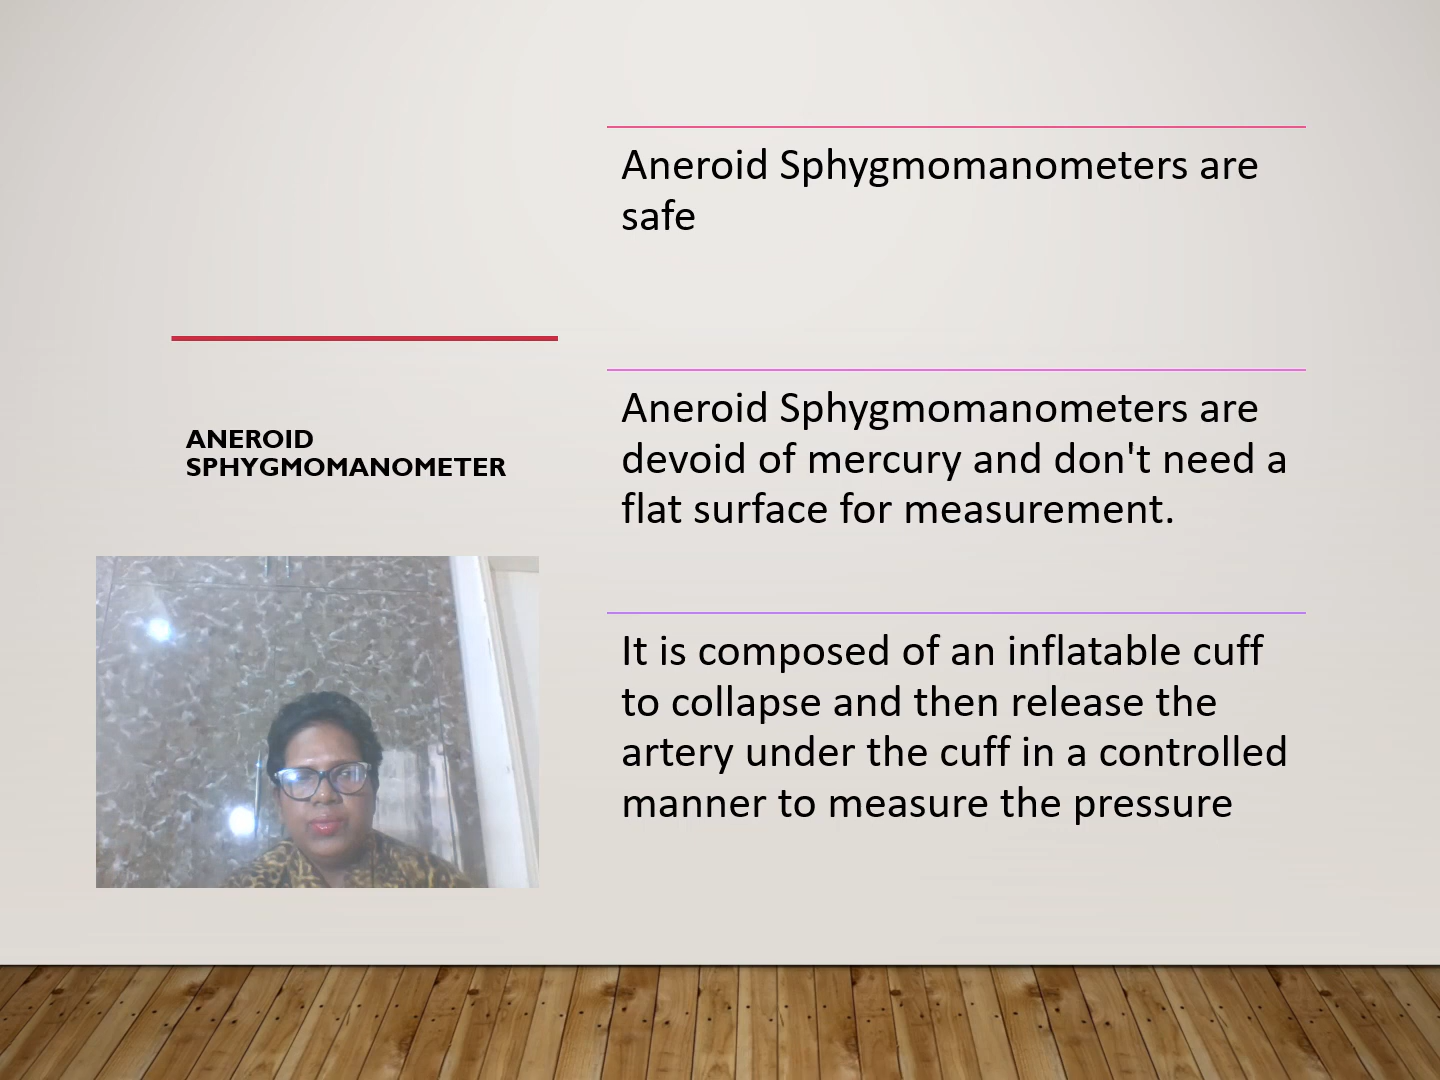 ANEROID
SPHYGMOMANOMETER
Aneroid Sphygmomanometers are
safe
Aneroid Sphygmomanometers are
devoid of mercury and don't need a
flat surface for measurement.
It is composed of an inflatable cuff
to collapse and then release the
artery under the cuff in a controlled
manner to measure the pressure